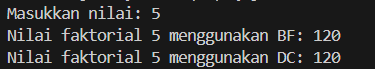 Masukkan nilai: 5
Nilai faktorial 5 menggunakan BF: 120
Nilai faktorial 5 menggunakan DC: 120